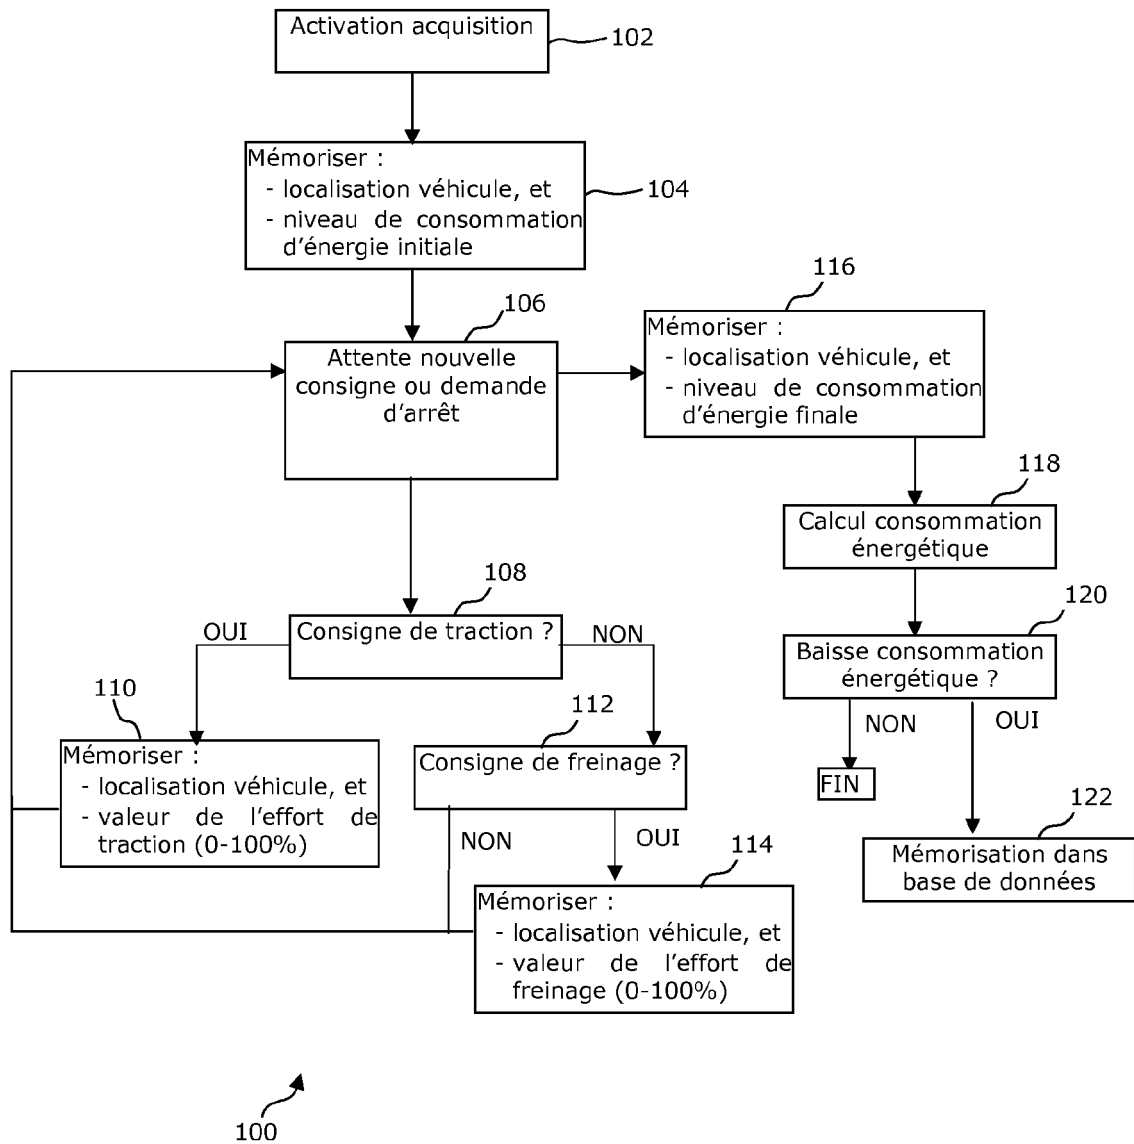 Activation acquisition
102
Mémoriser :
- localisation véhicule, et
- niveau de consommation
d'énergie initiale
104
106
Attente nouvelle
consigne ou demande
d'arrêt
116
Mémoriser :
- localisation véhicule, et
- niveau de consommation
d'énergie finale
118
Calcul consommation
énergétique
108
Consigne de traction ?
OUI
NON
120
Baisse consommation
énergétique ?
NON
OUI
FIN
110
Mémoriser :
- localisation véhicule, et
- valeur de l'effort de
traction (0-100%)
112
Consigne de freinage ?
NON
OUI
122
Mémorisation dans
base de données
114
Mémoriser :
- localisation véhicule, et
- valeur de l'effort de
freinage (0-100%)
100